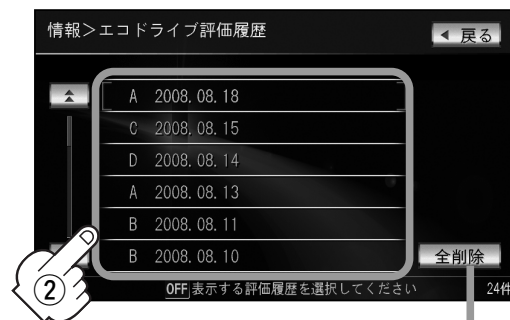 情報>エコドライブ評価履歴
◀ 戻る
A 2008.08.18
C 2008.08.15
D 2008.08.14
A 2008.08.13
B 2008.08.11
B 2008.08.10
全削除
②
OFF 表示する評価履歴を選択してください
24件